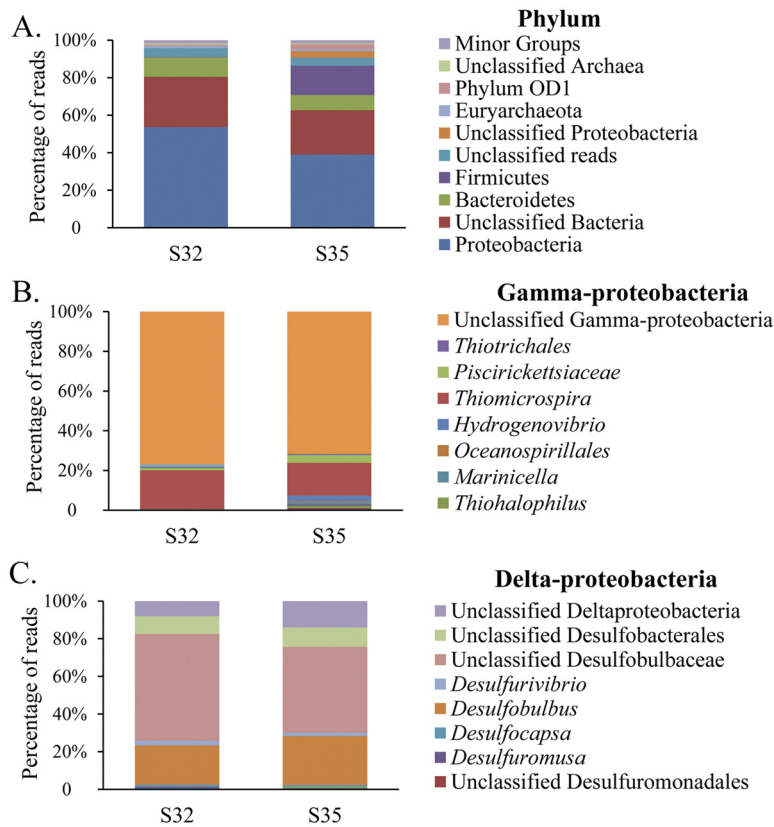 A.
Phylum
Percentage of reads
100%
80%
60%
40%
20%
0
S32
S35
Minor Groups
Unclassified Archaea
Phylum OD1
Euryarchaeota
Unclassified Proteobacteria
Unclassified reads
Firmicutes
Bacteroidetes
Unclassified Bacteria
Proteobacteria
B.
Gamma-proteobacteria
Percentage of reads
100%
80%
60%
40%
20%
0
S32
S35
Unclassified Gamma-proteobacteria
Thiotrichales
Piscirickettsiaceae
Thiomicrospira
Hydrogenovibrio
Oceanospirillales
Marinicella
Thiohalophilus
C.
Delta-proteobacteria
Percentage of reads
100%
80%
60%
40%
20%
0
S32
S35
Unclassified Deltaproteobacteria
Unclassified Desulfobacterales
Unclassified Desulfobulbaceae
Desulfurivibrio
Desulfobulbus
Desulfocapsa
Desulfuromusa
Unclassified Desulfuromonadales